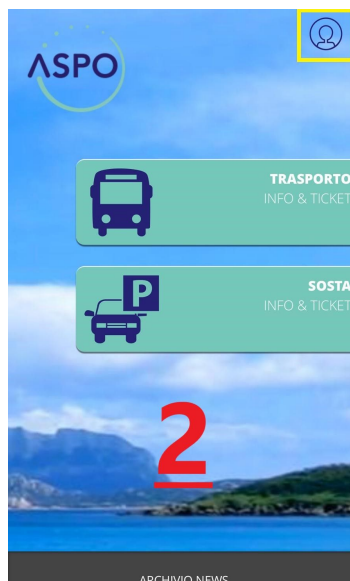 ASPO
TRASPORTO
INFO & TICKET
P
SOSTA
INFO & TICKET
2
ARCHIVIO NEWS